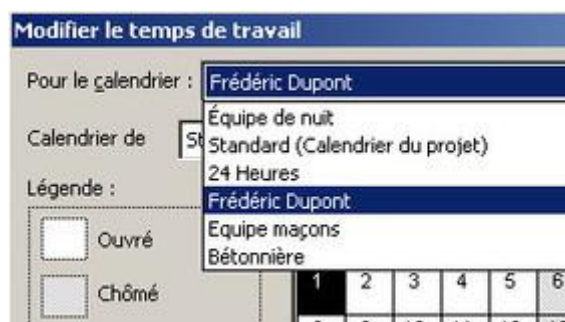 Modifier le temps de travail
Pour le calendrier : Frédéric Dupont
Équipe de nuit
Calendrier de St
Standard (Calendrier du projet)
24 Heures
Légende :
Frédéric Dupont
Equipe maçons
Ouvré
Bétonnière
1 2 3 4 5 6
Chômé